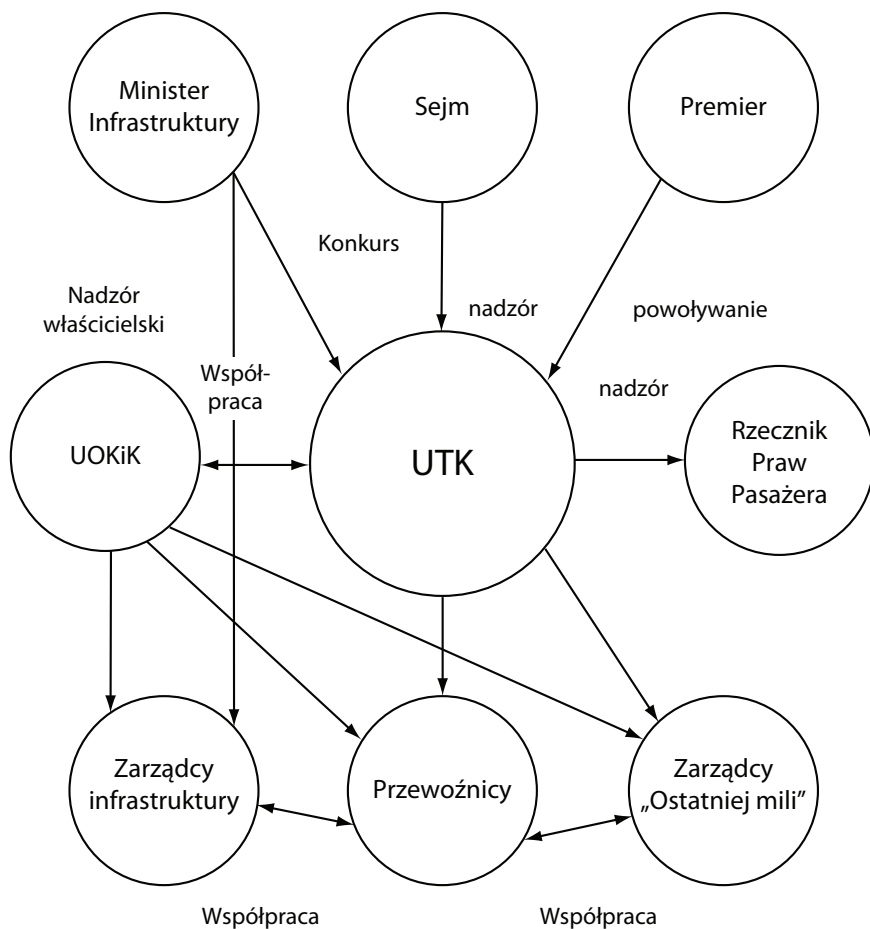 Minister
Infrastruktury
Sejm
Premier
Konkurs
nadzór
powoływanie
Nadzór
właścicielski
Współ-
praca
nadzór
UOKiK
UTK
Rzecznik
Praw
Pasażera
Zarządcy
infrastruktury
Przewoźnicy
Zarządcy
„Ostatniej mili”
Współpraca
Współpraca